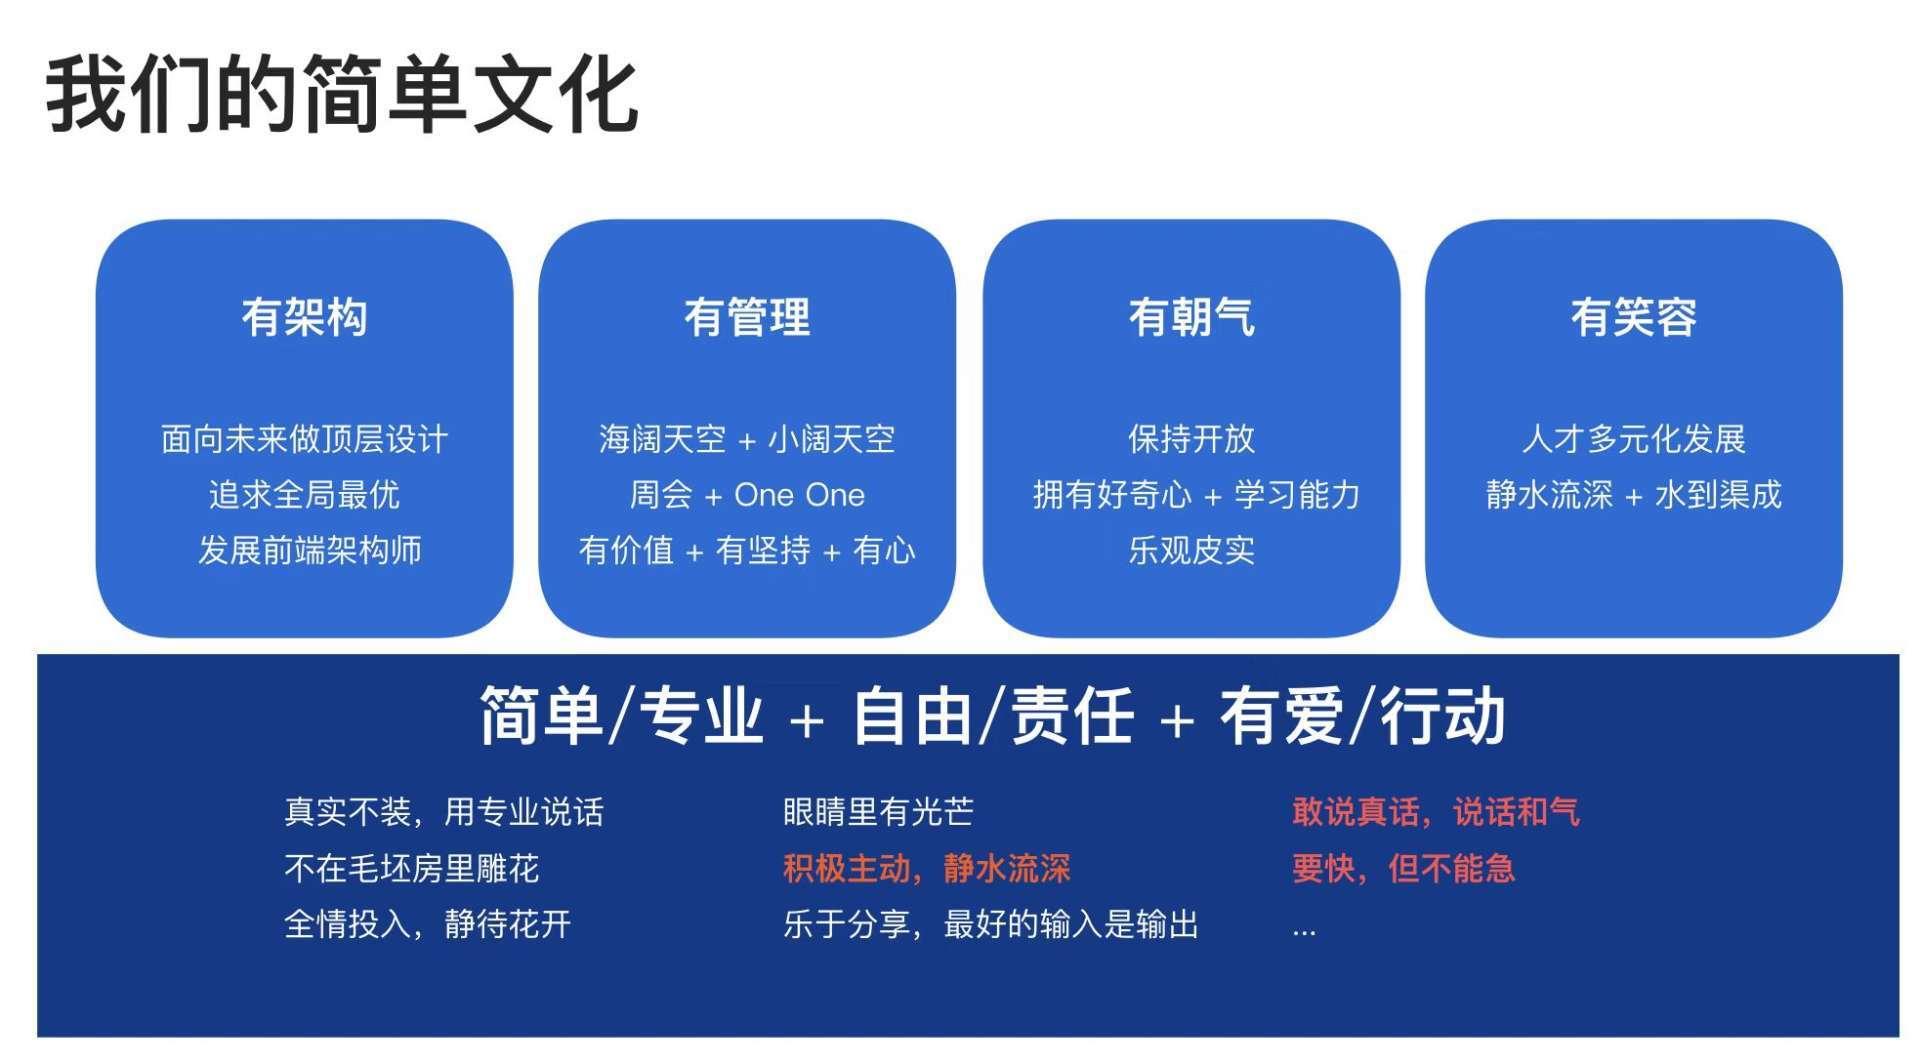 我们的简单文化
有架构
面向未来做顶层设计
追求全局最优
发展前端架构师
有管理
海阔天空 + 小阔天空
周会 + One One
有价值 + 有坚持 + 有心
有朝气
保持开放
拥有好奇心 + 学习能力
乐观皮实
有笑容
人才多元化发展
静水流深 + 水到渠成
简单/专业 + 自由/责任 + 有爱/行动
真实不装，用专业说话
不在毛坯房里雕花
全情投入，静待花开
眼睛里有光芒
积极主动，静水流深
乐于分享，最好的输入是输出
敢说真话，说话和气
要快，但不能急
...